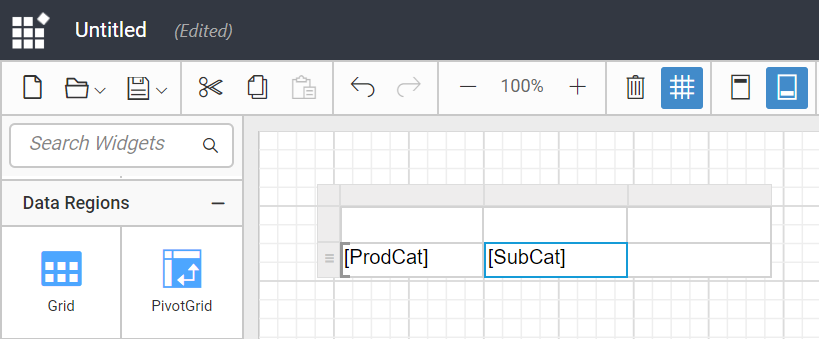 Untitled (Edited)
100%
Search Widgets
Data Regions
Grid PivotGrid
[ProdCat] [SubCat]